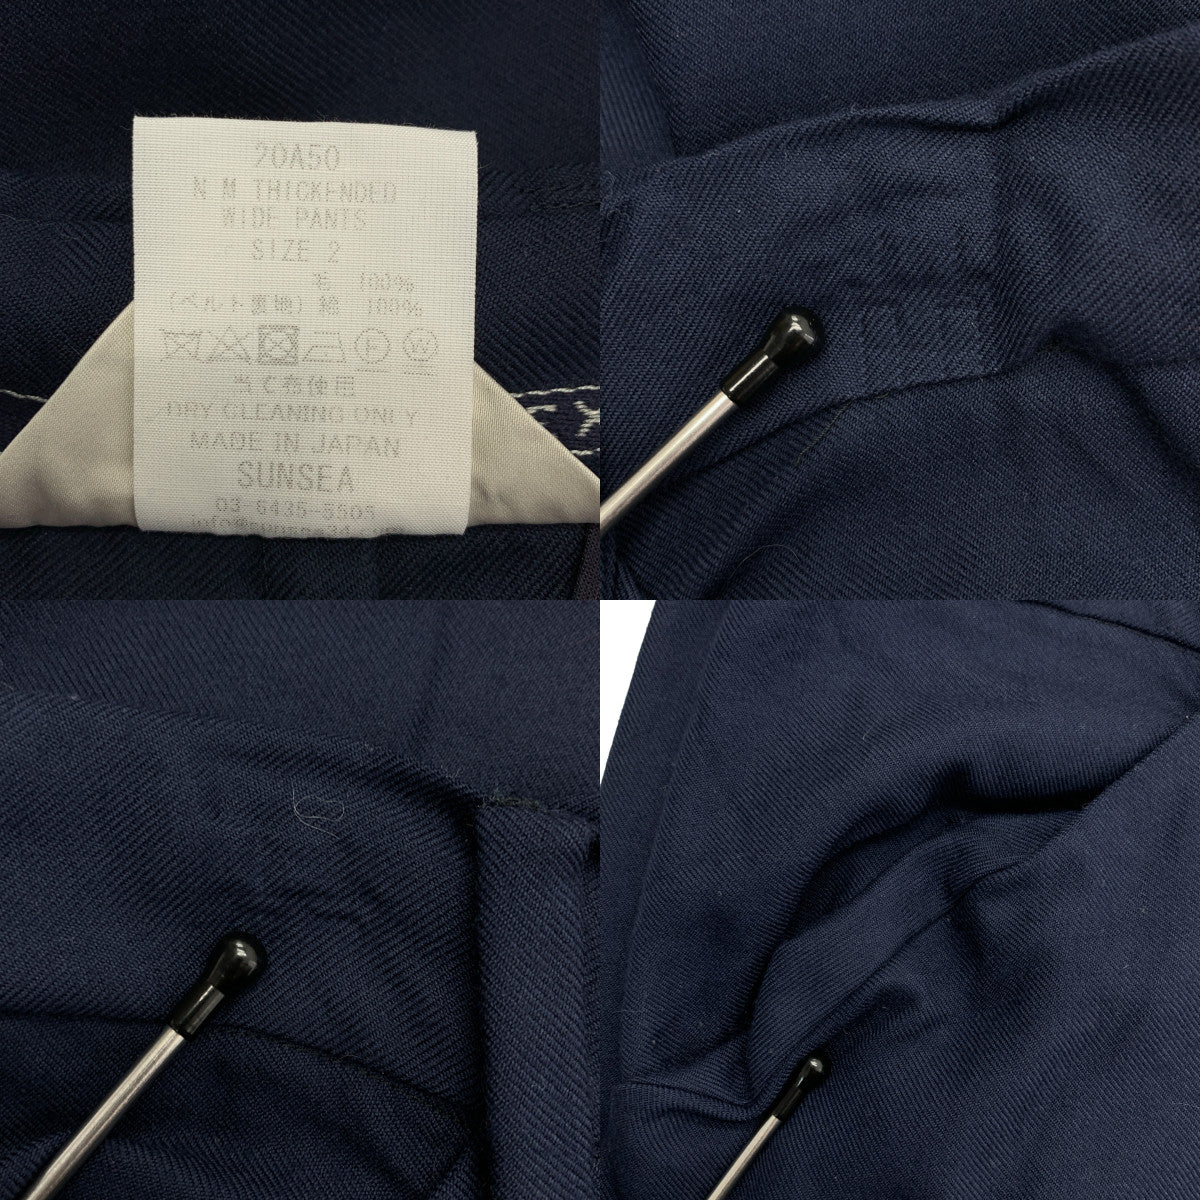 20A50
N.M THICKENDED
WIDE PANTS
SIZE 2
毛 100%
(ベルト裏地) 綿 100%
当て布使用
DRY CLEANING ONLY
MADE IN JAPAN
SUNSEA
03-6435-5505